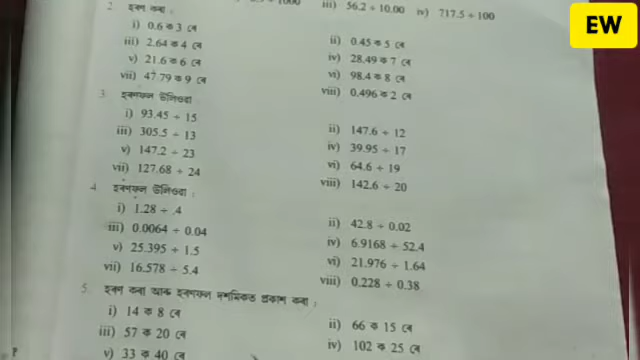 ÷ 1000 iii) 56.2 ÷ 10.00 iv) 717.5 ÷ 100
EW
2. হৰণ কৰা :
i) 0.6 ক 3 ৰে ii) 0.45 ক 5 ৰে
iii) 2.64 ক 4 ৰে iv) 28.49 ক 7 ৰে
v) 21.6 ক 6 ৰে vi) 98.4 ক 8 ৰে
vii) 47.79 ক 9 ৰে viii) 0.496 ক 2 ৰে
3. হৰণফল উলিওৱা
i) 93.45 ÷ 15 ii) 147.6 ÷ 12
iii) 305.5 ÷ 13 iv) 39.95 ÷ 17
v) 147.2 ÷ 23 vi) 64.6 ÷ 19
vii) 127.68 ÷ 24 viii) 142.6 ÷ 20
4. হৰণফল উলিওৱা :
i) 1.28 ÷ .4 ii) 42.8 ÷ 0.02
iii) 0.0064 ÷ 0.04 iv) 6.9168 ÷ 52.4
v) 25.395 ÷ 1.5 vi) 21.976 ÷ 1.64
vii) 16.578 ÷ 5.4 viii) 0.228 ÷ 0.38
5. হৰণ কৰা আৰু হৰণফল দশমিকত প্ৰকাশ কৰা :
i) 14 ক 8 ৰে ii) 66 ক 15 ৰে
iii) 57 ক 20 ৰে iv) 102 ক 25 ৰে
v) 33 ক 40 ৰে